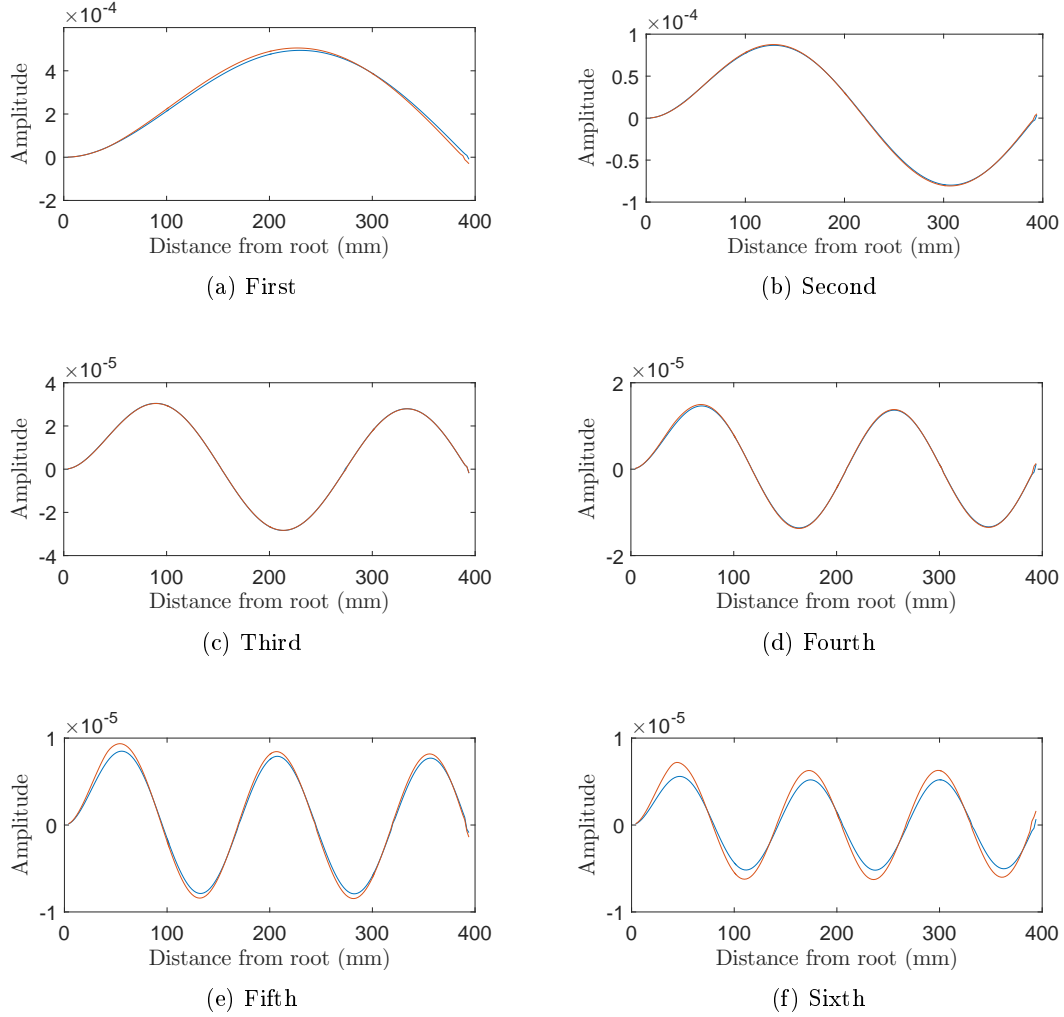 ×10^-4
4
2
0
-2
Amplitude
0 100 200 300 400
Distance from root (mm)
(a) First
×10^-4
1
0.5
0
-0.5
-1
Amplitude
0 100 200 300 400
Distance from root (mm)
(b) Second
×10^-5
4
2
0
-2
-4
Amplitude
0 100 200 300 400
Distance from root (mm)
(c) Third
×10^-5
2
0
-2
Amplitude
0 100 200 300 400
Distance from root (mm)
(d) Fourth
×10^-5
1
0
-1
Amplitude
0 100 200 300 400
Distance from root (mm)
(e) Fifth
×10^-5
1
0
-1
Amplitude
0 100 200 300 400
Distance from root (mm)
(f) Sixth